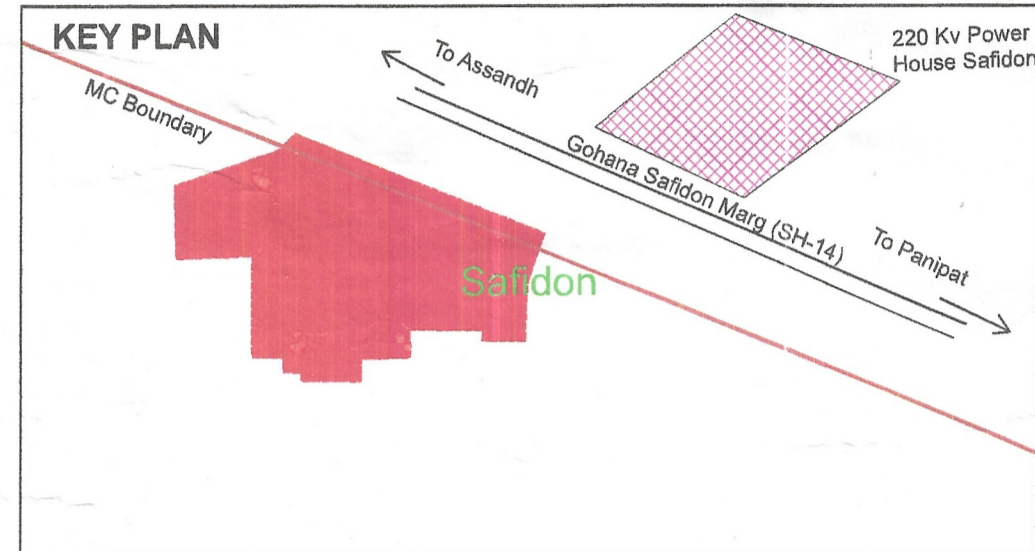 KEY PLAN
220 Kv Power
House Safidon
To Assandh
MC Boundary
Gohana Safidon Marg (SH-14)
To Panipat
Safidon